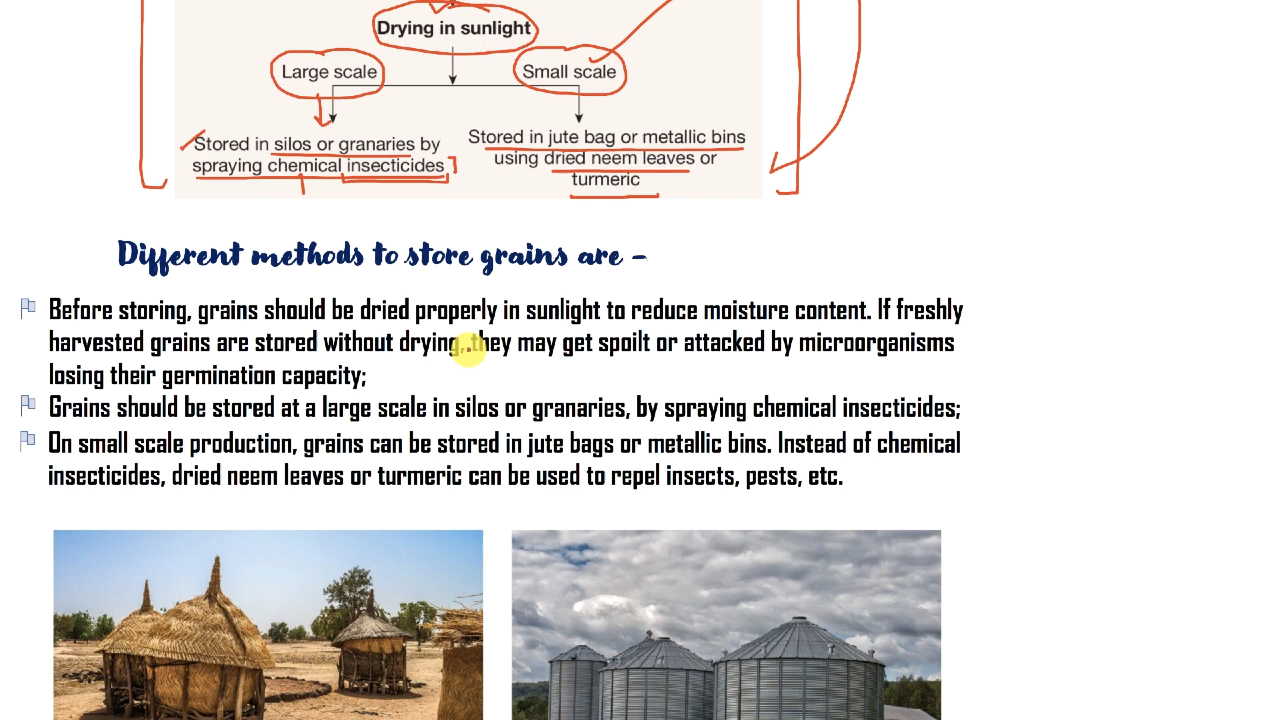 Drying in sunlight
Large scale
Small scale
Stored in silos or granaries by
spraying chemical insecticides
Stored in jute bag or metallic bins
using dried neem leaves or
turmeric
Different methods to store grains are -
Before storing, grains should be dried properly in sunlight to reduce moisture content. If freshly
harvested grains are stored without drying, they may get spoilt or attacked by microorganisms
losing their germination capacity;
Grains should be stored at a large scale in silos or granaries, by spraying chemical insecticides;
On small scale production, grains can be stored in jute bags or metallic bins. Instead of chemical
insecticides, dried neem leaves or turmeric can be used to repel insects, pests, etc.